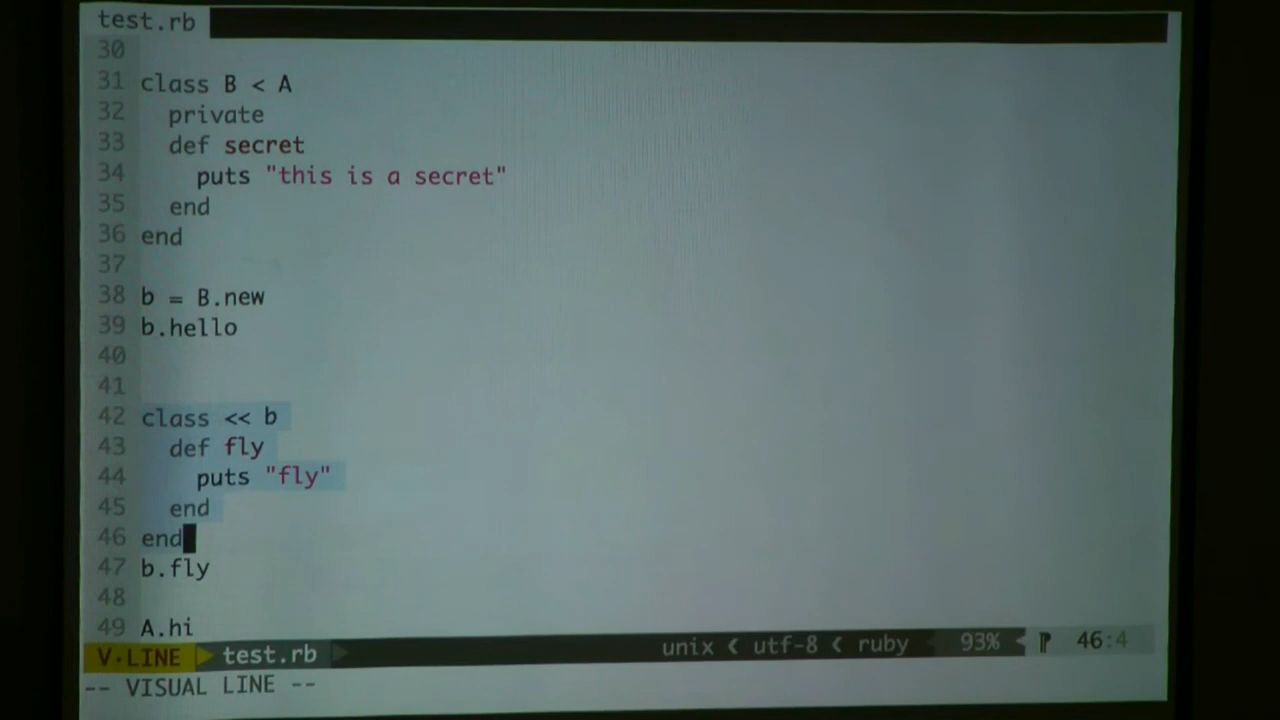 test.rb
30
31 class B < A
32   private
33   def secret
34     puts "this is a secret"
35   end
36 end
37
38 b = B.new
39 b.hello
40
41
42 class << b
43   def fly
44     puts "fly"
45   end
46 end
47 b.fly
48
49 A.hi
V·LINE test.rb unix ❮ utf-8 ❮ ruby 93% 46:4
-- VISUAL LINE --